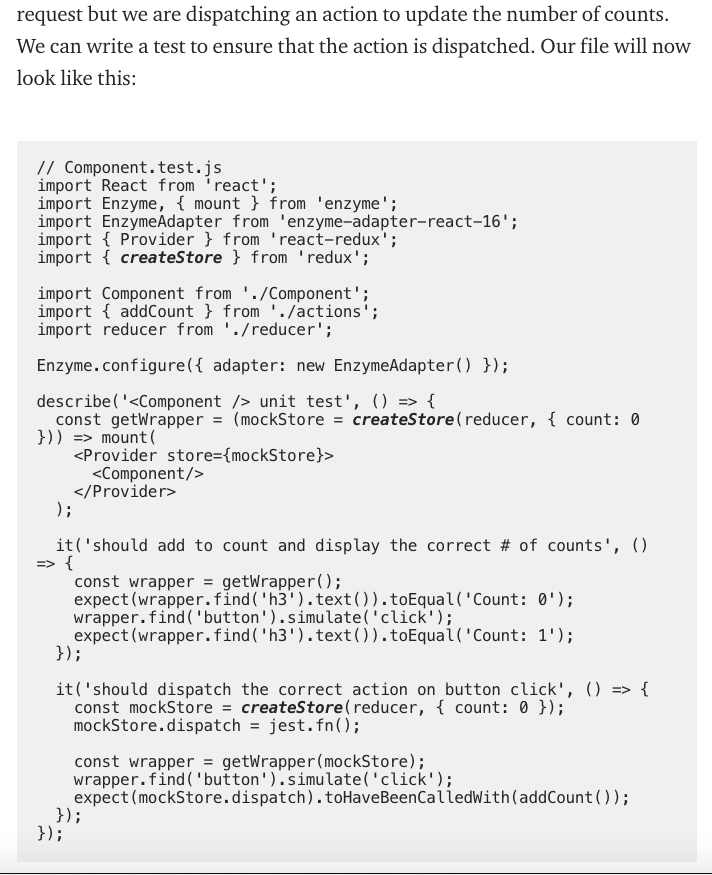 request but we are dispatching an action to update the number of counts.
We can write a test to ensure that the action is dispatched. Our file will now
look like this:
// Component.test.js
import React from 'react';
import Enzyme, { mount } from 'enzyme';
import EnzymeAdapter from 'enzyme-adapter-react-16';
import { Provider } from 'react-redux';
import { createStore } from 'redux';

import Component from './Component';
import { addCount } from './actions';
import reducer from './reducer';

Enzyme.configure({ adapter: new EnzymeAdapter() });

describe('<Component /> unit test', () => {
  const getWrapper = (mockStore = createStore(reducer, { count: 0
})) => mount(
    <Provider store={mockStore}>
      <Component/>
    </Provider>
  );

  it('should add to count and display the correct # of counts', ()
=> {
    const wrapper = getWrapper();
    expect(wrapper.find('h3').text()).toEqual('Count: 0');
    wrapper.find('button').simulate('click');
    expect(wrapper.find('h3').text()).toEqual('Count: 1');
  });

  it('should dispatch the correct action on button click', () => {
    const mockStore = createStore(reducer, { count: 0 });
    mockStore.dispatch = jest.fn();

    const wrapper = getWrapper(mockStore);
    wrapper.find('button').simulate('click');
    expect(mockStore.dispatch).toHaveBeenCalledWith(addCount());
  });
});